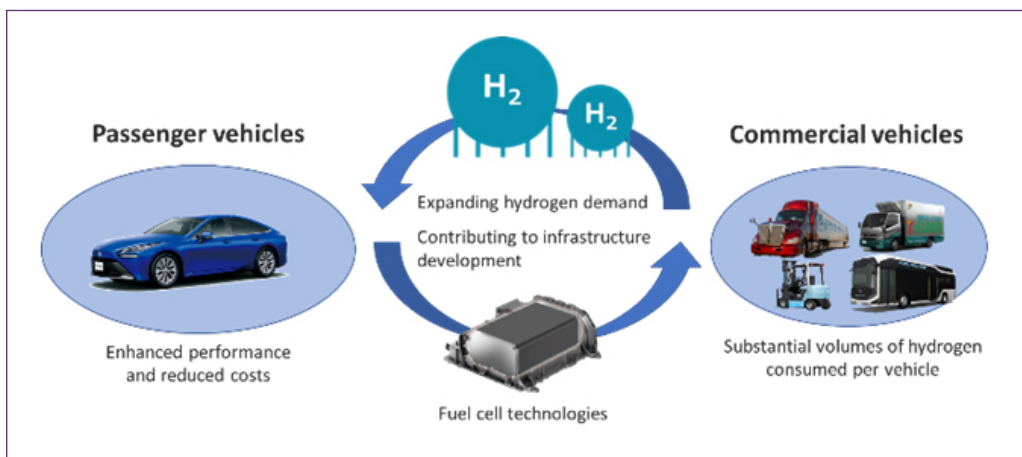 H2
H2
Passenger vehicles
Commercial vehicles
Expanding hydrogen demand
Contributing to infrastructure
development
Enhanced performance
and reduced costs
Substantial volumes of hydrogen
consumed per vehicle
Fuel cell technologies